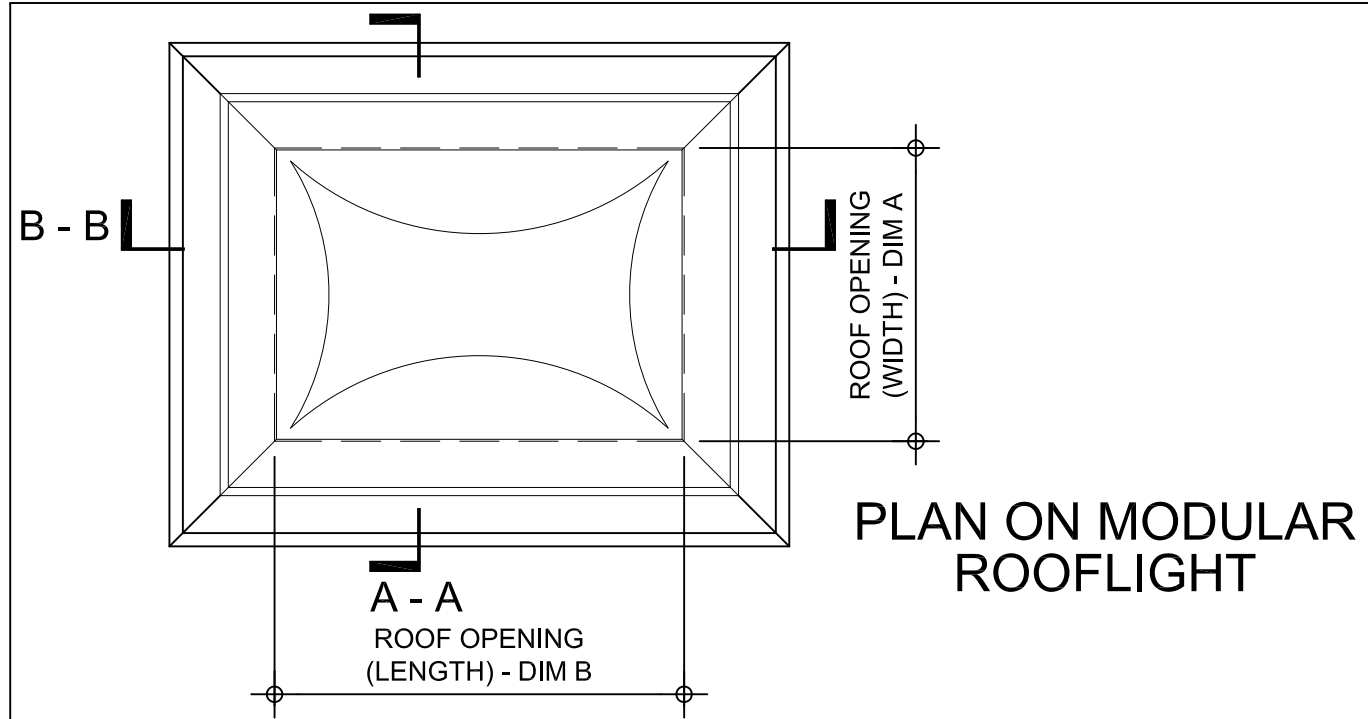 B - B
ROOF OPENING
(WIDTH) - DIM A
PLAN ON MODULAR
ROOFLIGHT
A - A
ROOF OPENING
(LENGTH) - DIM B